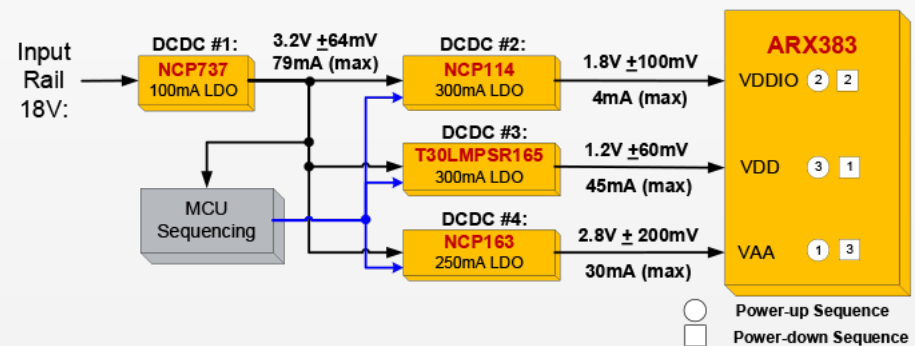 Input
Rail
18V:
DCDC #1:
NCP737
100mA LDO
3.2V ±64mV
79mA (max)
MCU
Sequencing
DCDC #2:
NCP114
300mA LDO
1.8V ±100mV
4mA (max)
DCDC #3:
T30LMPSR165
300mA LDO
1.2V ±60mV
45mA (max)
DCDC #4:
NCP163
250mA LDO
2.8V ± 200mV
30mA (max)
ARX383
VDDIO 2 2
VDD 3 1
VAA 1 3
Power-up Sequence
Power-down Sequence